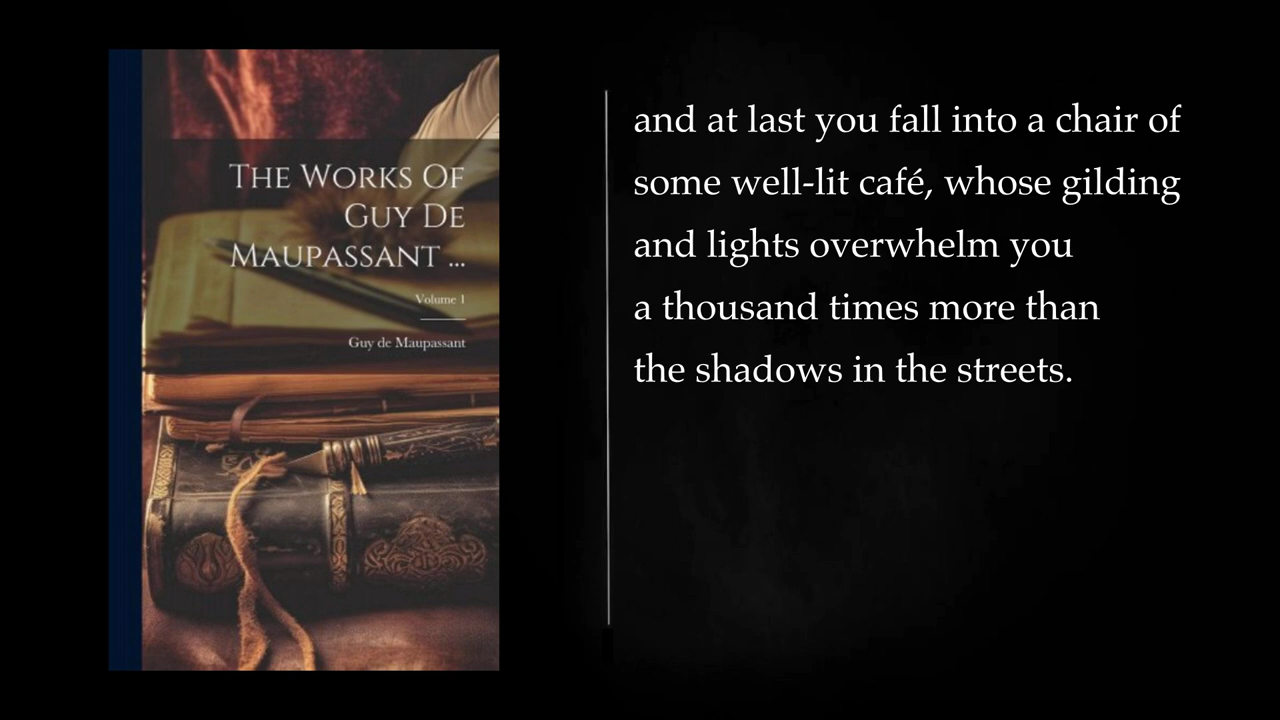 The Works Of
Guy De
Maupassant ...
Volume 1
Guy de Maupassant
and at last you fall into a chair of
some well-lit café, whose gilding
and lights overwhelm you
a thousand times more than
the shadows in the streets.